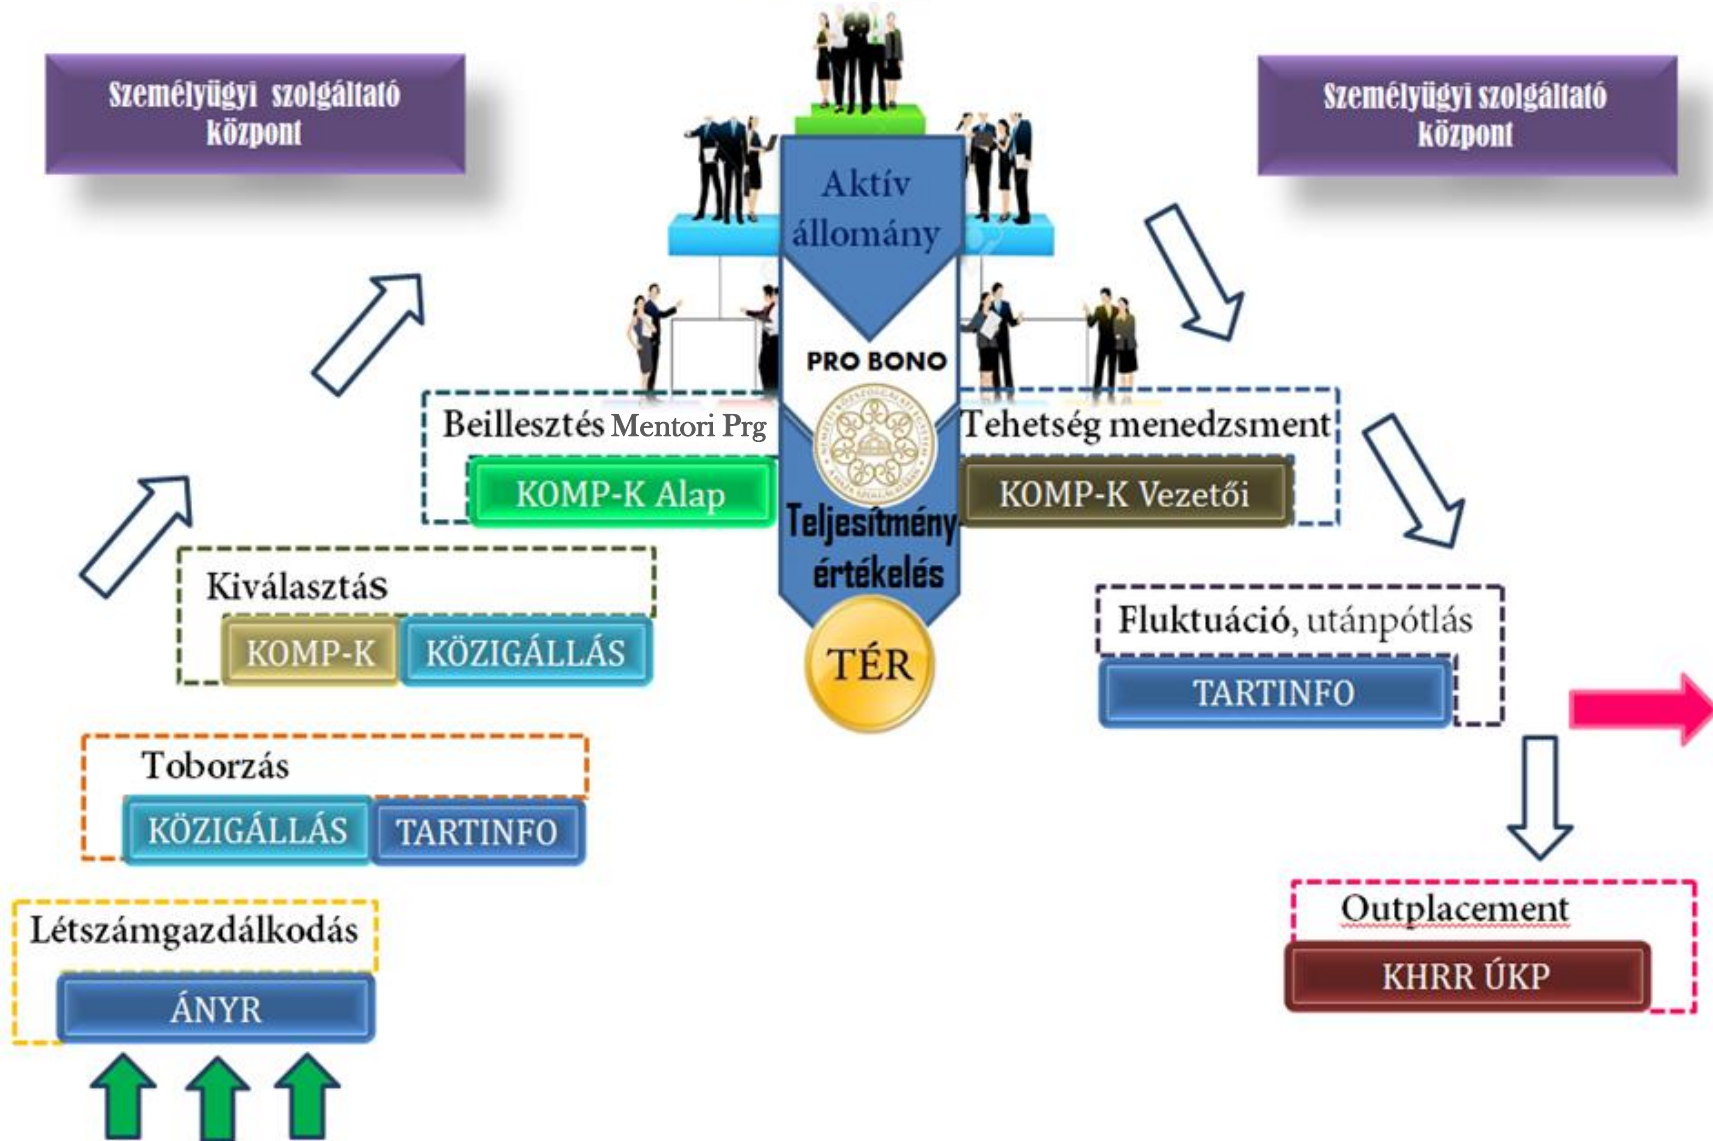 Személyügyi szolgáltató
központ
Személyügyi szolgáltató
központ
Aktív
állomány
PRO BONO
Beillesztés Mentori Prg
KOMP-K Alap
Tehetség menedzsment
KOMP-K Vezetői
Teljesítmény-
értékelés
TÉR
Kiválasztás
KOMP-K
KÖZIGÁLLÁS
Fluktuáció, utánpótlás
TARTINFO
Toborzás
KÖZIGÁLLÁS
TARTINFO
Létszámgazdálkodás
ÁNYR
Outplacement
KHRR ÚKP